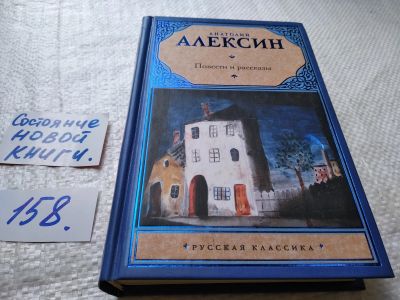 Состояние
НОВОЙ
КНИГИ.
158.
АНАТОЛИЙ
АЛЕКСИН
Повести и рассказы
РУССКАЯ КЛАССИКА